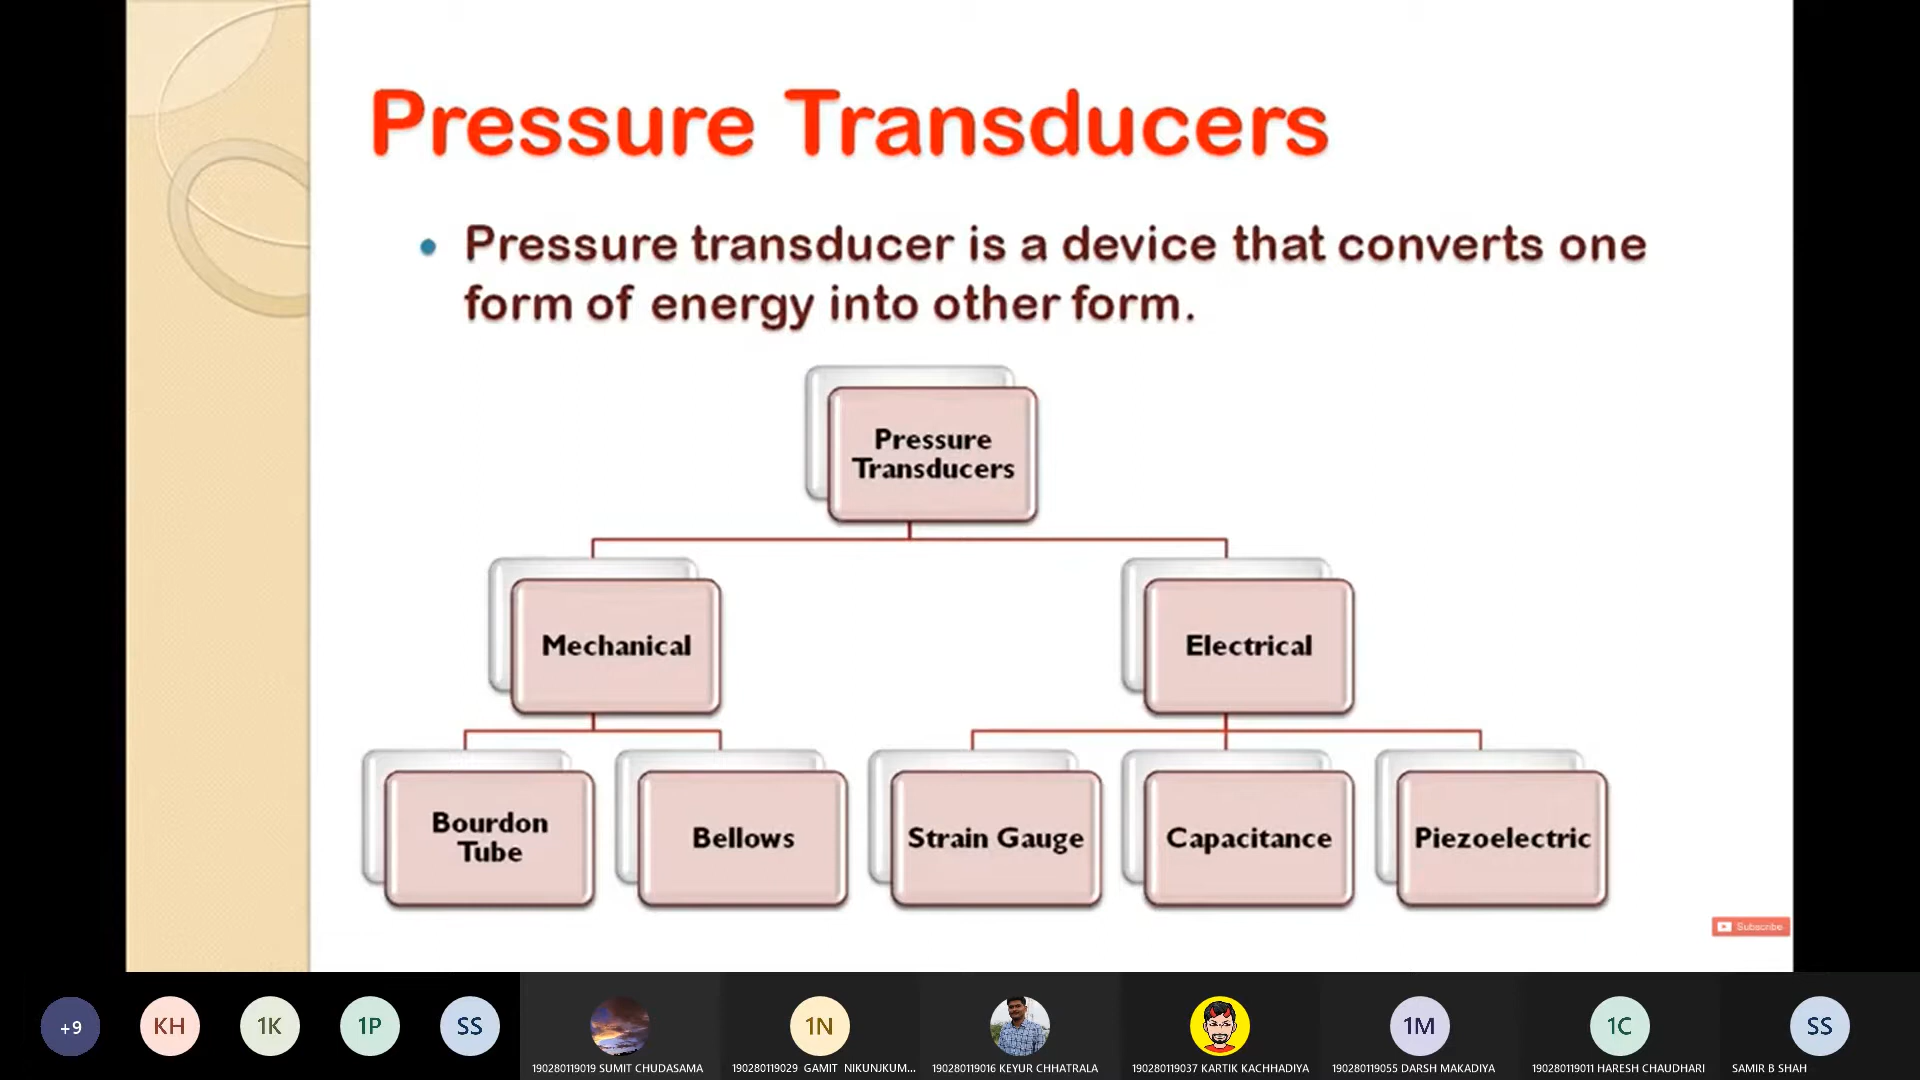 Pressure Transducers
• Pressure transducer is a device that converts one
form of energy into other form.
Pressure
Transducers
Mechanical
Electrical
Bourdon
Tube
Bellows
Strain Gauge
Capacitance
Piezoelectric
Subscribe
+9
KH
1K
1P
SS
190280119019 SUMIT CHUDASAMA
1N
190280119029 GAMIT NIKUNJKUM...
190280119016 KEYUR CHHATRALA
190280119037 KARTIK KACHHADIYA
1M
190280119055 DARSH MAKADIYA
1C
190280119011 HARESH CHAUDHARI
SS
SAMIR B SHAH